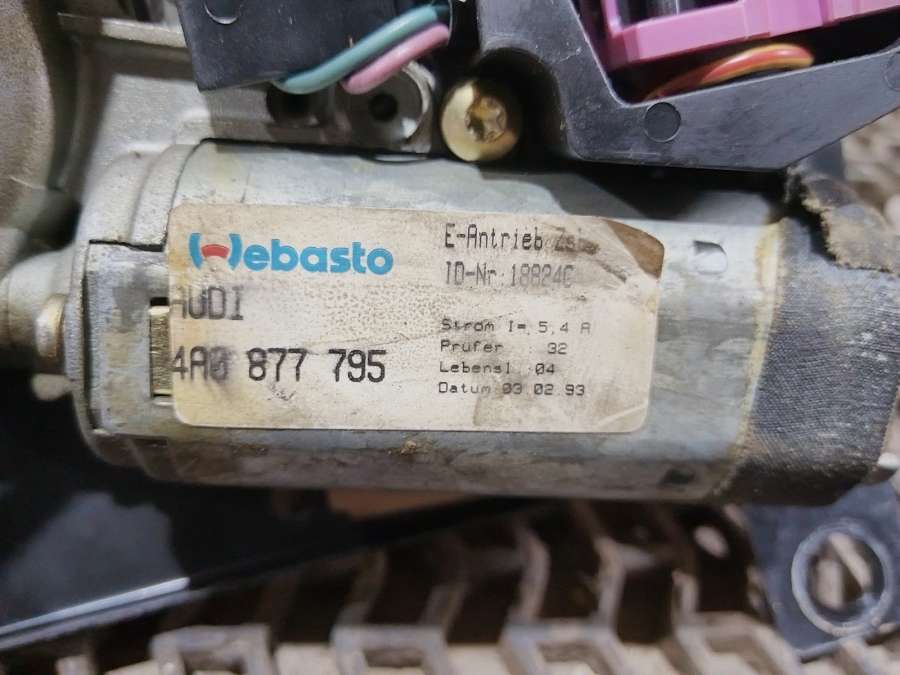 Webasto
AUDI
4A0 877 795
E-Antrieb
ID-Nr:18824C
Strom I= 5,4 A
Prüfer 32
Lebensl 04
Datum 03.02.93